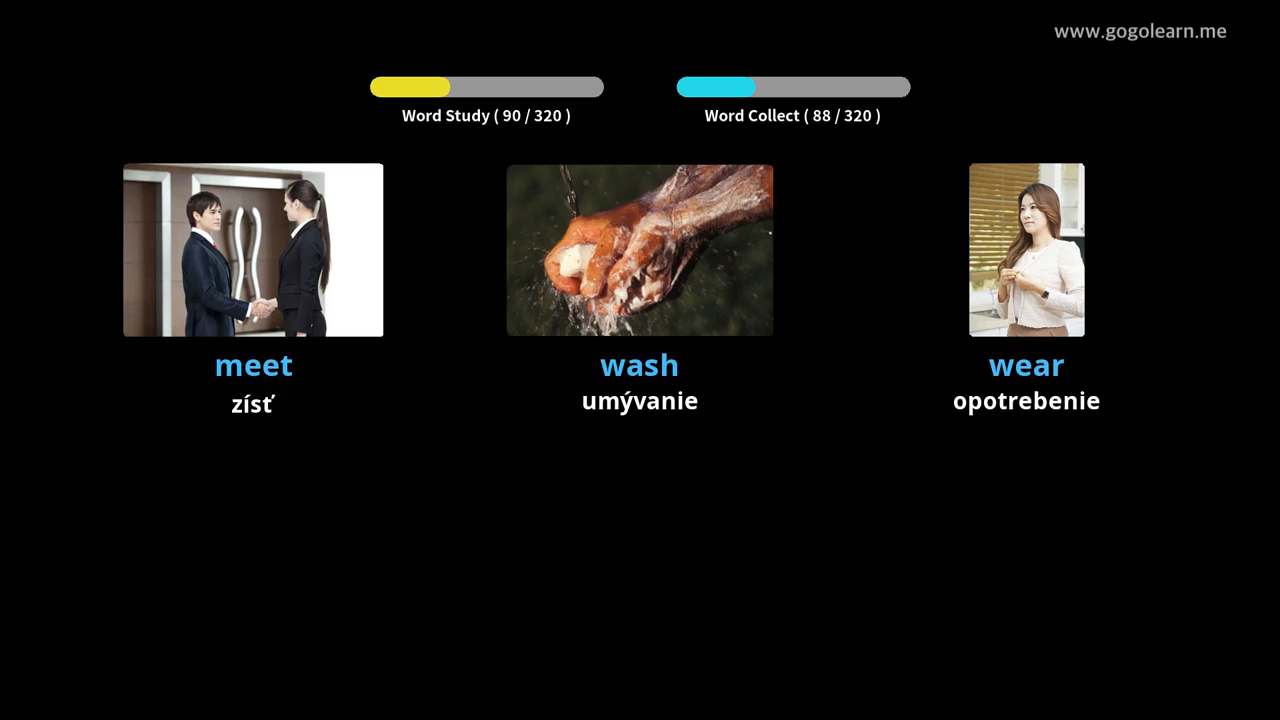 www.gogolearn.me
Word Study ( 90 / 320 )
Word Collect ( 88 / 320 )
meet
wash
wear
zísť
umývanie
opotrebenie